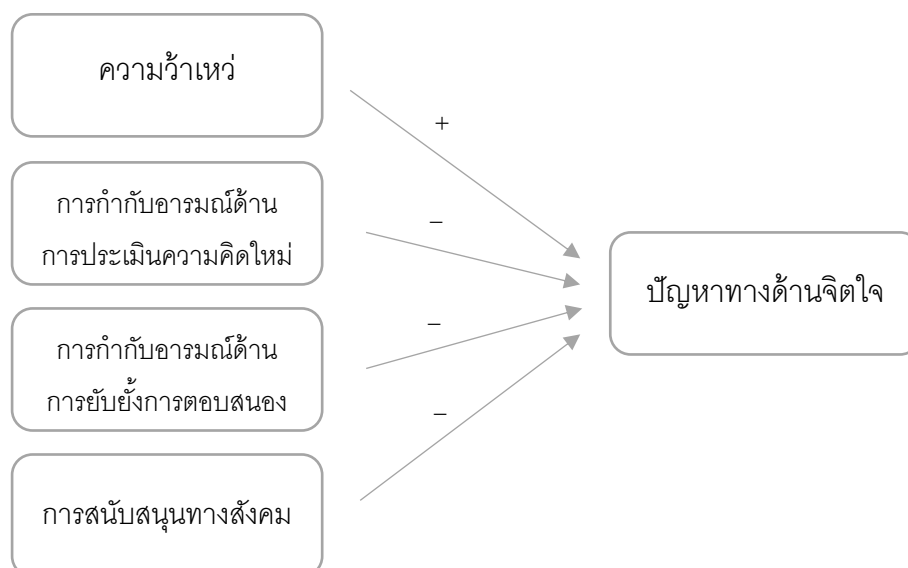 ความว้าเหว่
+
การกำกับอารมณ์ด้าน
การประเมินความคิดใหม่
–
ปัญหาทางด้านจิตใจ
การกำกับอารมณ์ด้าน
การยับยั้งการตอบสนอง
–
การสนับสนุนทางสังคม
–